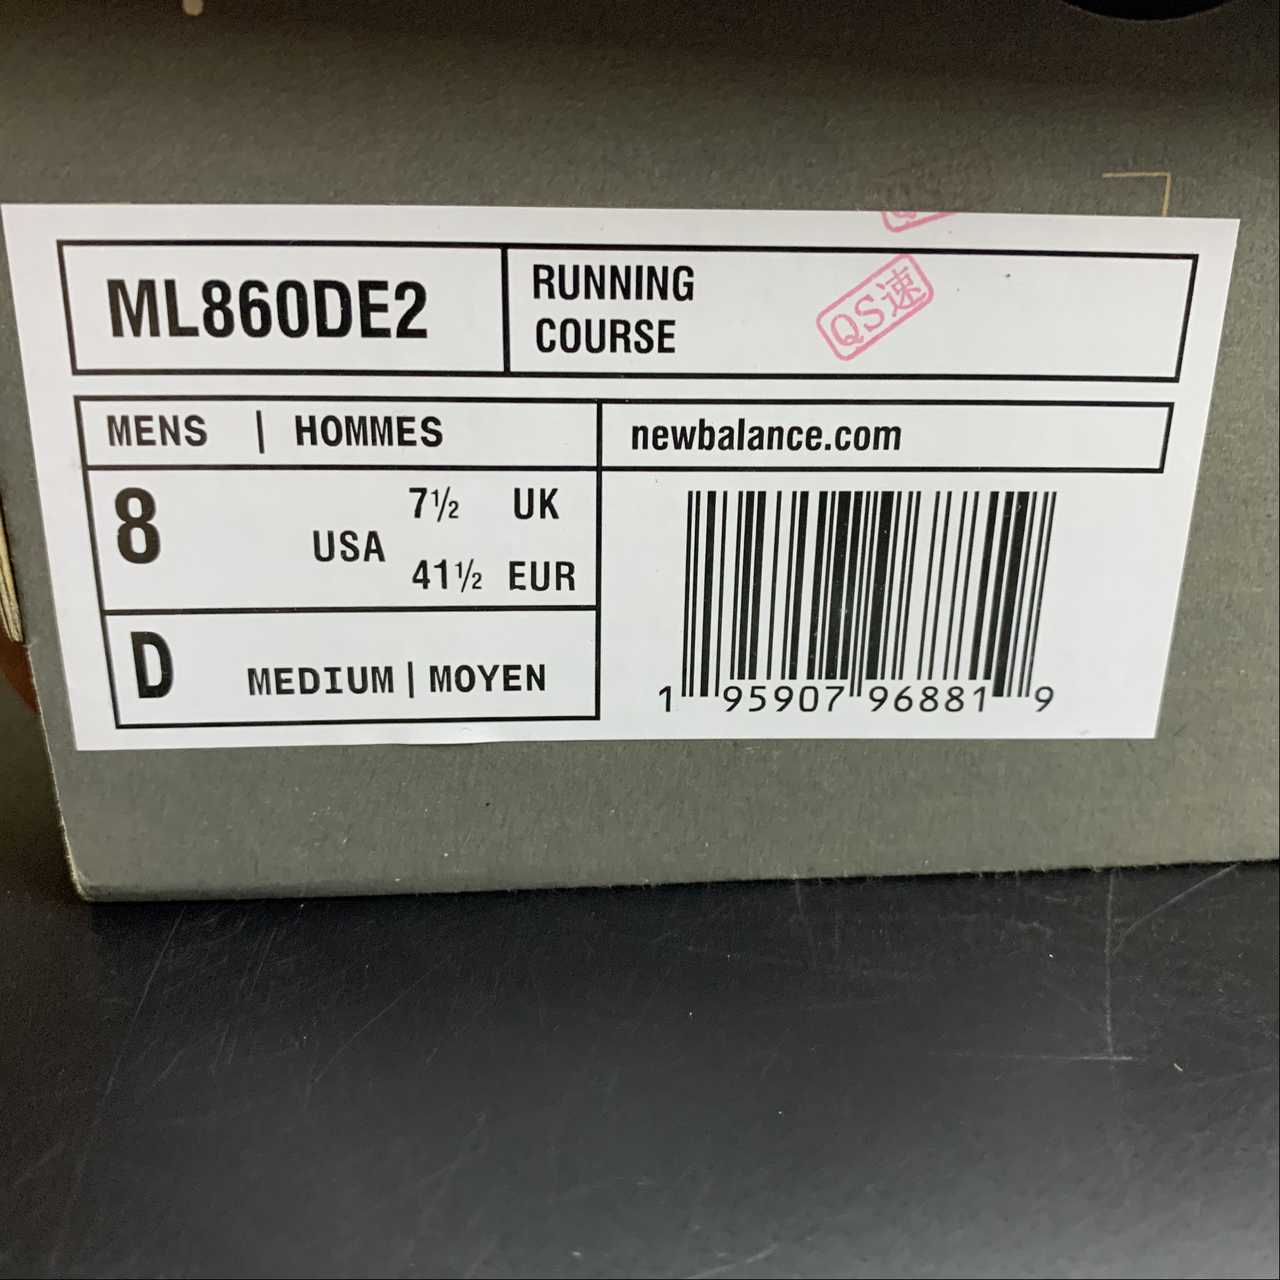 ML860DE2
RUNNING
COURSE
QS速
MENS | HOMMES
newbalance.com
8 USA
7½ UK
41½ EUR
D MEDIUM | MOYEN
1 95907 96881 9